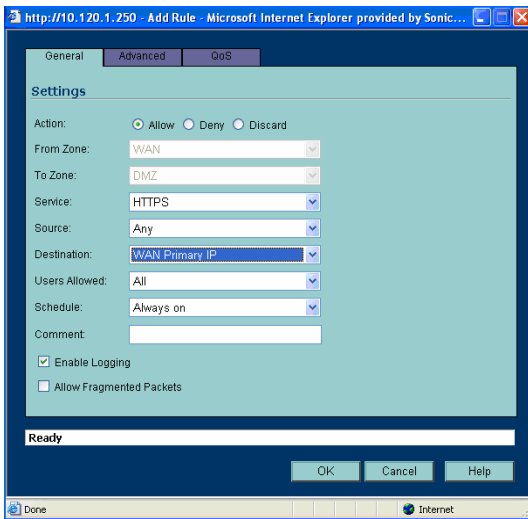 http://10.120.1.250 - Add Rule - Microsoft Internet Explorer provided by Sonic...
General Advanced QoS
Settings
Action: Allow Deny Discard
From Zone: WAN
To Zone: DMZ
Service: HTTPS
Source: Any
Destination: WAN Primary IP
Users Allowed: All
Schedule: Always on
Comment:
Enable Logging
Allow Fragmented Packets
Ready
OK Cancel Help
Done Internet